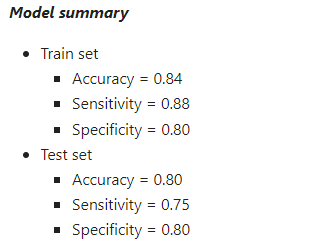 Model summary
Train set
Accuracy = 0.84
Sensitivity = 0.88
Specificity = 0.80
Test set
Accuracy = 0.80
Sensitivity = 0.75
Specificity = 0.80